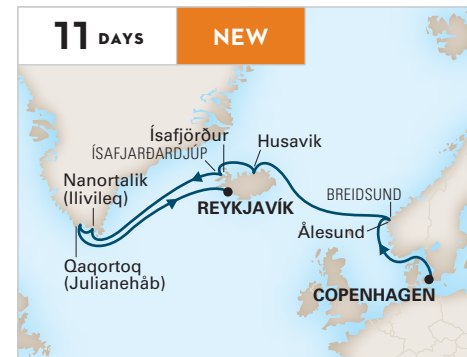 11 DAYS
NEW
Ísafjörður
ÍSAFJARÐARDJÚP
Husavik
Nanortalik
(Ilivileq)
REYKJAVÍK
BREIDSUND
Ålesund
Qaqortoq
(Julianehåb)
COPENHAGEN